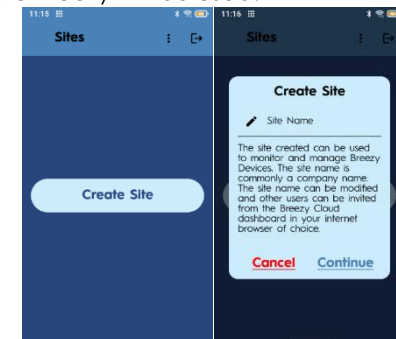 11:15
Sites
Create Site
11:16
Sites
Create Site
Site Name
The site created can be used
to monitor and manage Breezy
Devices. The site name is
commonly a company name.
The site name can be modified
and other users can be invited
from the Breezy Cloud
dashboard in your internet
browser of choice.
Cancel Continue